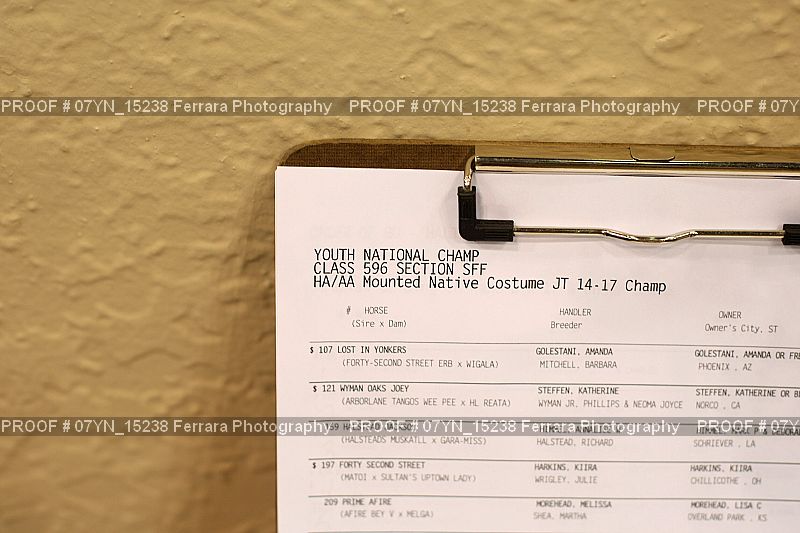 PROOF # 07YN_15238 Ferrara Photography PROOF # 07YN_15238 Ferrara Photography PROOF # 07Y
YOUTH NATIONAL CHAMP
CLASS 596 SECTION SFF
HA/AA Mounted Native Costume JT 14-17 Champ
# HORSE HANDLER OWNER
(Sire x Dam) Breeder Owner's City, ST
$ 107 LOST IN YONKERS GOLESTANI, AMANDA GOLESTANI, AMANDA OR FRE
(FORTY-SECOND STREET ERB x WIGALA) MITCHELL, BARBARA PHOENIX , AZ
$ 121 WYMAN OAKS JOEY STEFFEN, KATHERINE STEFFEN, KATHERINE OR BE
(ARBORLANE TANGOS WEE PEE x HL REATA) WYMAN JR, PHILLIPS & NEOMA JOYCE NORCO , CA
PROOF # 07YN_15238 Ferrara Photography PROOF # 07YN_15238 Ferrara Photography PROOF # 07Y
(HALSTEADS MUSKATLL x GARA-MISS) HALSTEAD, RICHARD SCHRIEVER , LA
$ 197 FORTY SECOND STREET HARKINS, KIIRA HARKINS, KIIRA
(MATOI x SULTAN'S UPTOWN LADY) WRIGLEY, JULIE CHILLICOTHE , OH
209 PRIME AFIRE MOREHEAD, MELISSA MOREHEAD, LISA C
(AFIRE BEY V x MELGA) SHEA, MARTHA OVERLAND PARK , KS